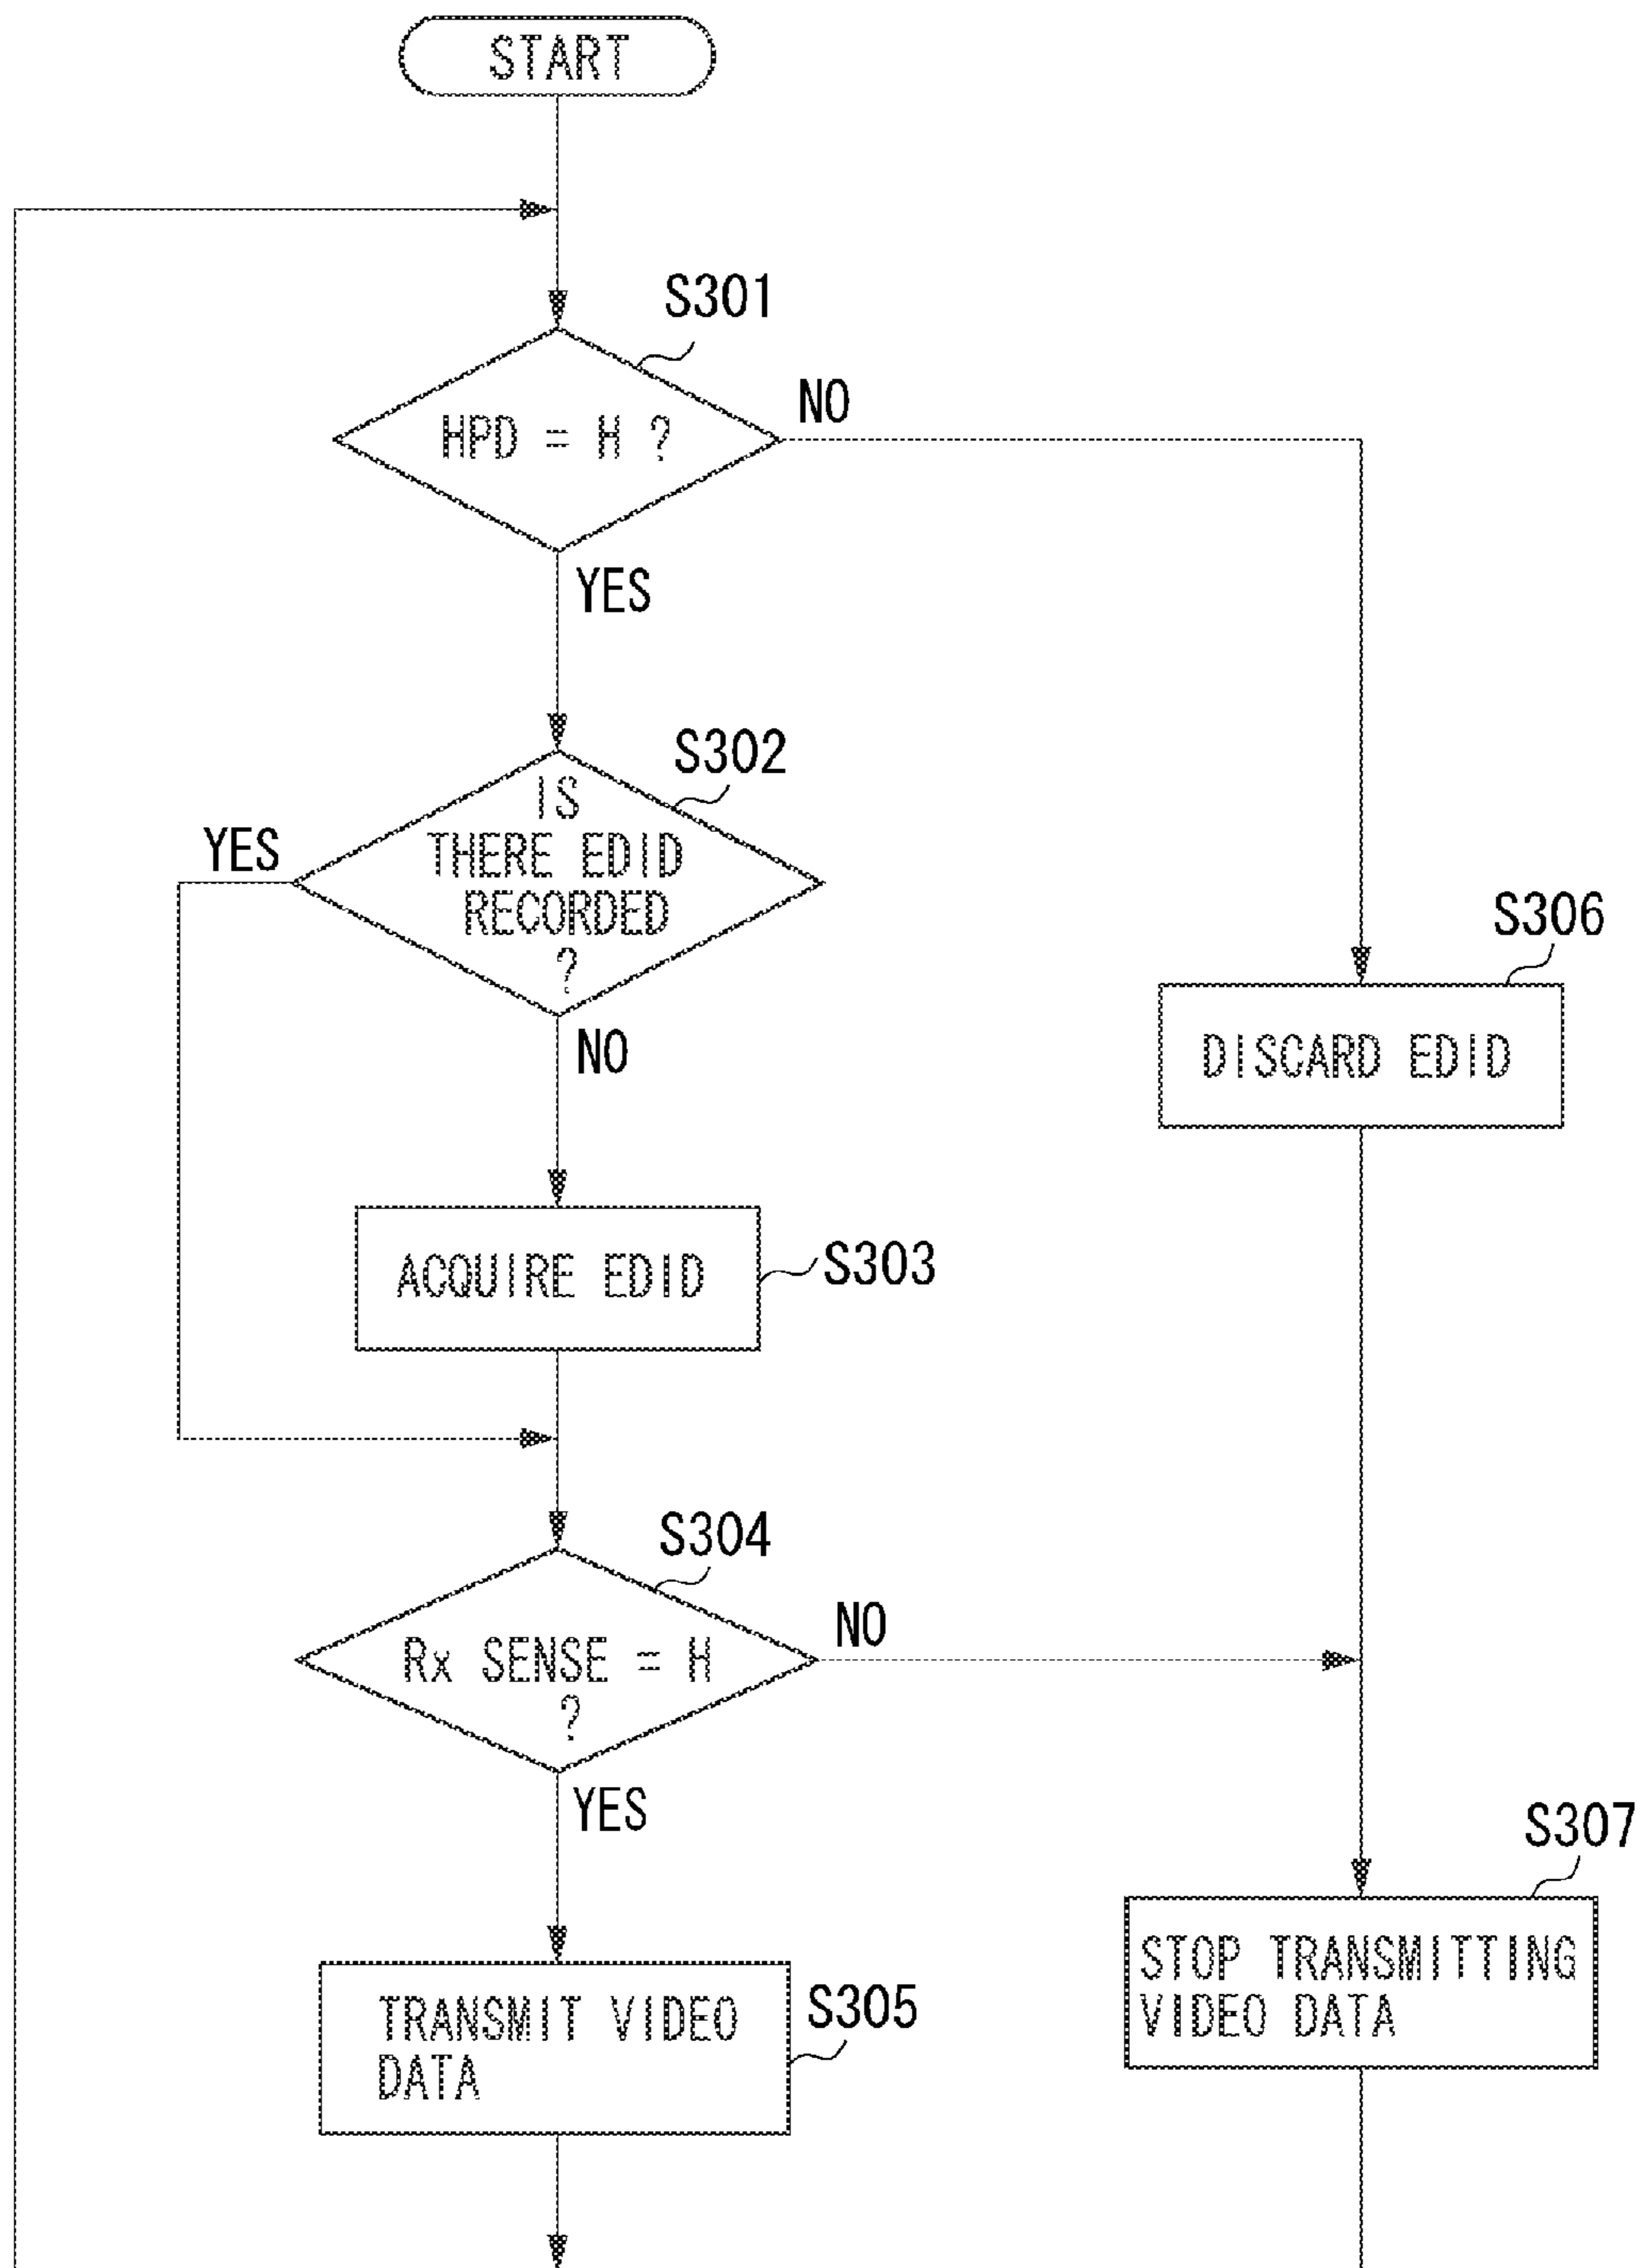 START
S301
HPD = H ?
NO
YES
S302
IS
THERE EDID
RECORDED
?
YES
NO
S306
DISCARD EDID
ACQUIRE EDID
S303
S304
Rx SENSE = H
?
NO
YES
S307
STOP TRANSMITTING
VIDEO DATA
TRANSMIT VIDEO
DATA
S305